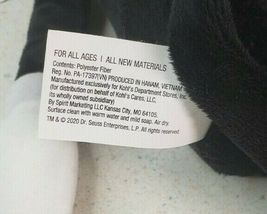 FOR ALL AGES | ALL NEW MATERIALS
Contents: Polyester Fiber
Reg. No. PA-17397(VN) PRODUCED IN HANAM, VIETNAM
Manufactured exclusively for Kohl's Department Stores, Inc.
(for distribution on behalf of Kohl's Cares, LLC,
its wholly owned subsidiary)
By Spirit Marketing LLC Kansas City, MO 64105.
Surface clean with warm water and mild soap. Air dry.
TM & © 2020 Dr. Seuss Enterprises, L.P. All rights